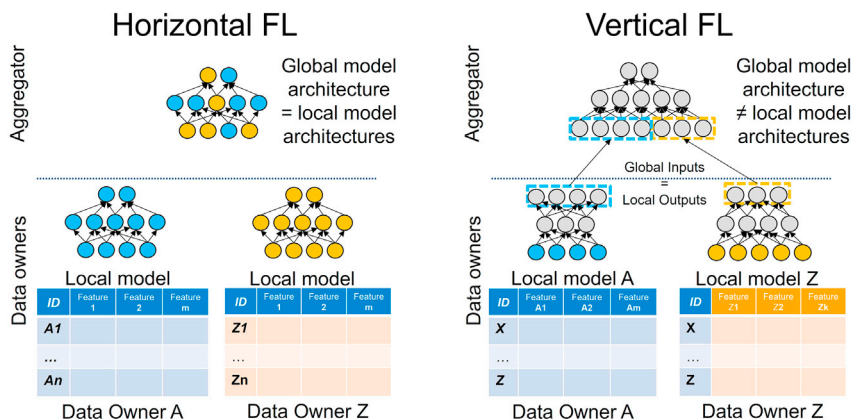 Horizontal FL
Aggregator
Global model
architecture
= local model
architectures
Data owners
Local model
ID Feature 1 Feature 2 Feature m
A1
...
An
Data Owner A
Local model
ID Feature 1 Feature 2 Feature m
Z1
...
Zn
Data Owner Z
Vertical FL
Aggregator
Global model
architecture
≠ local model
architectures
Global Inputs
=
Local Outputs
Data owners
Local model A
ID Feature A1 Feature A2 Feature Am
X
...
Z
Data Owner A
Local model Z
ID Feature Z1 Feature Z2 Feature Zk
X
...
Z
Data Owner Z